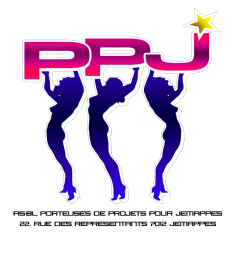 PPJ
ASBL PORTEUSES DE PROJETS POUR JEMAPPES
22, RUE DES REPRESENTANTS 7012 JEMAPPES